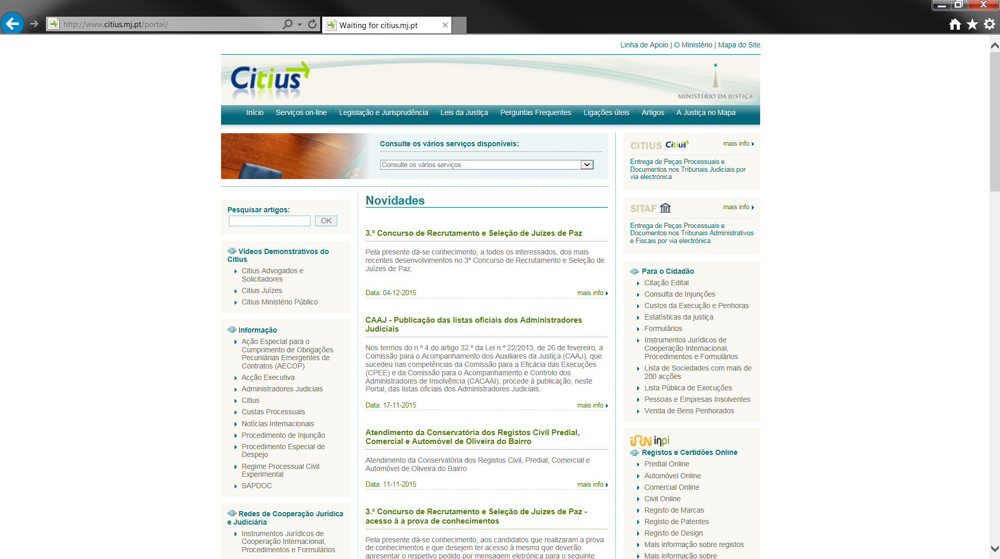 http://www.citius.mj.pt/portal/
Waiting for citius.mj.pt
Linha de Apoio | O Ministério | Mapa do Site
Citius
MINISTÉRIO DA JUSTIÇA
Início
Serviços on-line
Legislação e Jurisprudência
Leis da Justiça
Perguntas Frequentes
Ligações úteis
Artigos
A Justiça no Mapa
Consulte os vários serviços disponíveis:
Consulte os vários serviços
Pesquisar artigos:
OK
Vídeos Demonstrativos do
Citius
Citius Advogados e
Solicitadores
Citius Juízes
Citius Ministério Público
Informação
Ação Especial para o
Cumprimento de Obrigações
Pecuniárias Emergentes de
Contratos (AECOP)
Acção Executiva
Administradores Judiciais
Citius
Custas Processuais
Notícias Internacionais
Procedimento de Injunção
Procedimento Especial de
Despejo
Regime Processual Civil
Experimental
SAPDOC
Redes de Cooperação Jurídica
e Judiciária
Instrumentos Jurídicos de
Cooperação Internacional,
Procedimentos e Formulários
Novidades
3.º Concurso de Recrutamento e Seleção de Juízes de Paz
Pela presente dá-se conhecimento, a todos os interessados, dos mais
recentes desenvolvimentos no 3º Concurso de Recrutamento e Seleção de
Juízes de Paz.
Data: 04-12-2015
mais info
CAAJ - Publicação das listas oficiais dos Administradores
Judiciais
Nos termos do n.º 4 do artigo 32.º da Lei n.º 22/2013, de 26 de fevereiro, a
Comissão para o Acompanhamento dos Auxiliares da Justiça (CAAJ), que
sucedeu nas competências da Comissão para a Eficácia das Execuções
(CPEE) e da Comissão para o Acompanhamento e Controlo dos
Administradores de Insolvência (CACAAI), procede à publicação, neste
Portal, das listas oficiais dos Administradores Judiciais.
Data: 17-11-2015
mais info
Atendimento da Conservatória dos Registos Civil Predial,
Comercial e Automóvel de Oliveira do Bairro
Atendimento da Conservatória dos Registos Civil, Predial, Comercial e
Automóvel de Oliveira do Bairro
Data: 11-11-2015
mais info
3.º Concurso de Recrutamento e Seleção de Juízes de Paz -
acesso à a prova de conhecimentos
Pela presente dá-se conhecimento, aos candidatos que realizaram a prova
de conhecimentos e que desejem ter acesso à mesma que deverão
apresentar o respetivo pedido por mensagem eletrónica para o seguinte
CITIUS Citius
mais info
Entrega de Peças Processuais e
Documentos nos Tribunais Judiciais por
via electrónica
SITAF
mais info
Entrega de Peças Processuais e
Documentos nos Tribunais Administrativos
e Fiscais por via electrónica
Para o Cidadão
Citação Edital
Consulta de Injunções
Custos da Execução e Penhoras
Estatísticas da justiça
Formulários
Instrumentos Jurídicos de
Cooperação Internacional,
Procedimentos e Formulários
Lista de Sociedades com mais de
200 acções
Lista Pública de Execuções
Pessoas e Empresas Insolventes
Venda de Bens Penhorados
IRN inpi
Registos e Certidões Online
Predial Online
Automóvel Online
Comercial Online
Civil Online
Registo de Marcas
Registo de Patentes
Registo de Design
Mais informação sobre registos
Mais informação sobre